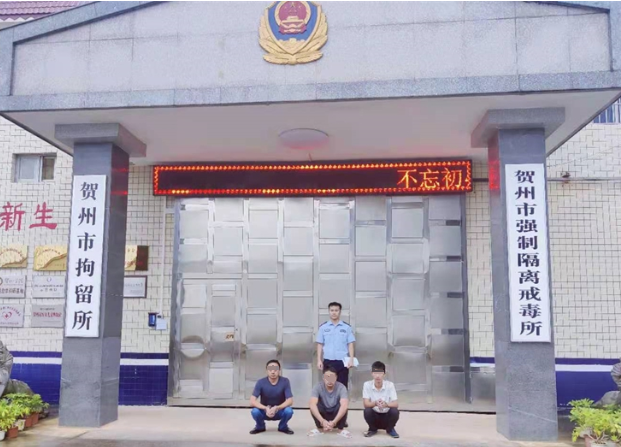 不忘初
新生
贺州市拘留所
贺州市强制隔离戒毒所